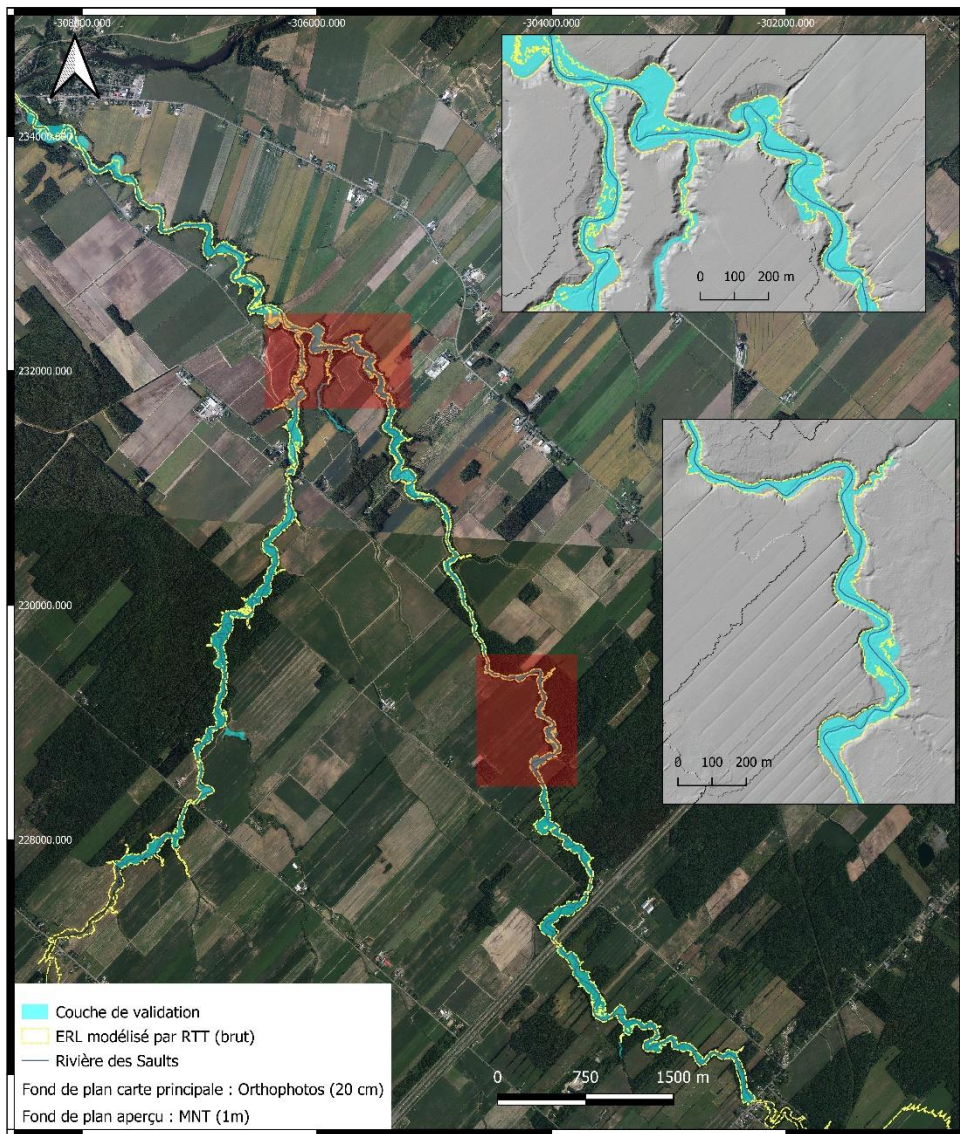 -308000.000
-306000.000
-304000.000
-302000.000
234000.000
0 100 200 m
232000.000
230000.000
0 100 200 m
228000.000
Couche de validation
ERL modélisé par RTT (brut)
Rivière des Saults
Fond de plan carte principale : Orthophotos (20 cm)
Fond de plan aperçu : MNT (1m)
0 750 1500 m